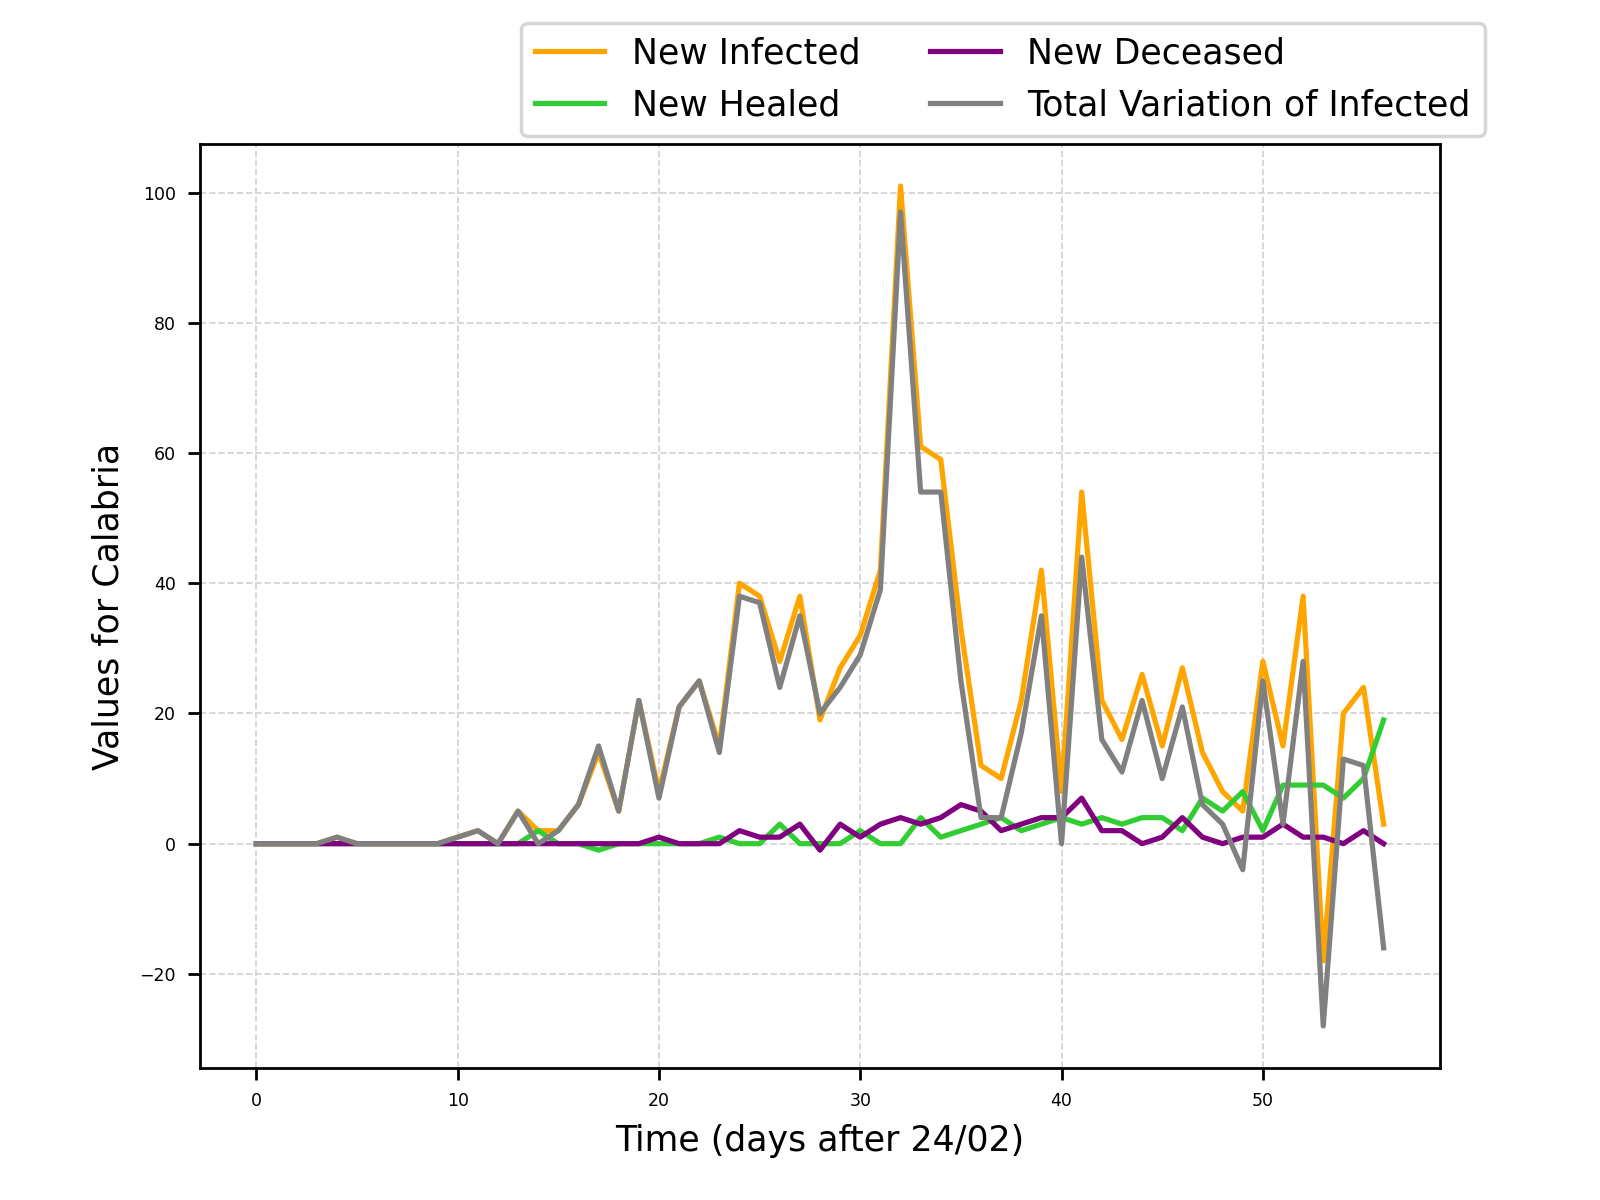 New Infected
New Healed
New Deceased
Total Variation of Infected
100
80
60
40
20
0
−20
Values for Calabria
0 10 20 30 40 50
Time (days after 24/02)